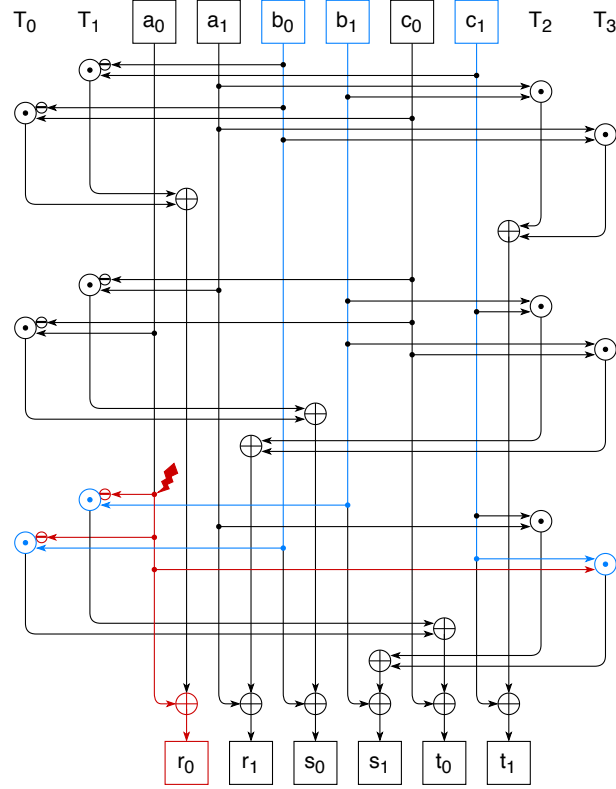 T₀ T₁ a₀ a₁ b₀ b₁ c₀ c₁ T₂ T₃
r₀ r₁ s₀ s₁ t₀ t₁